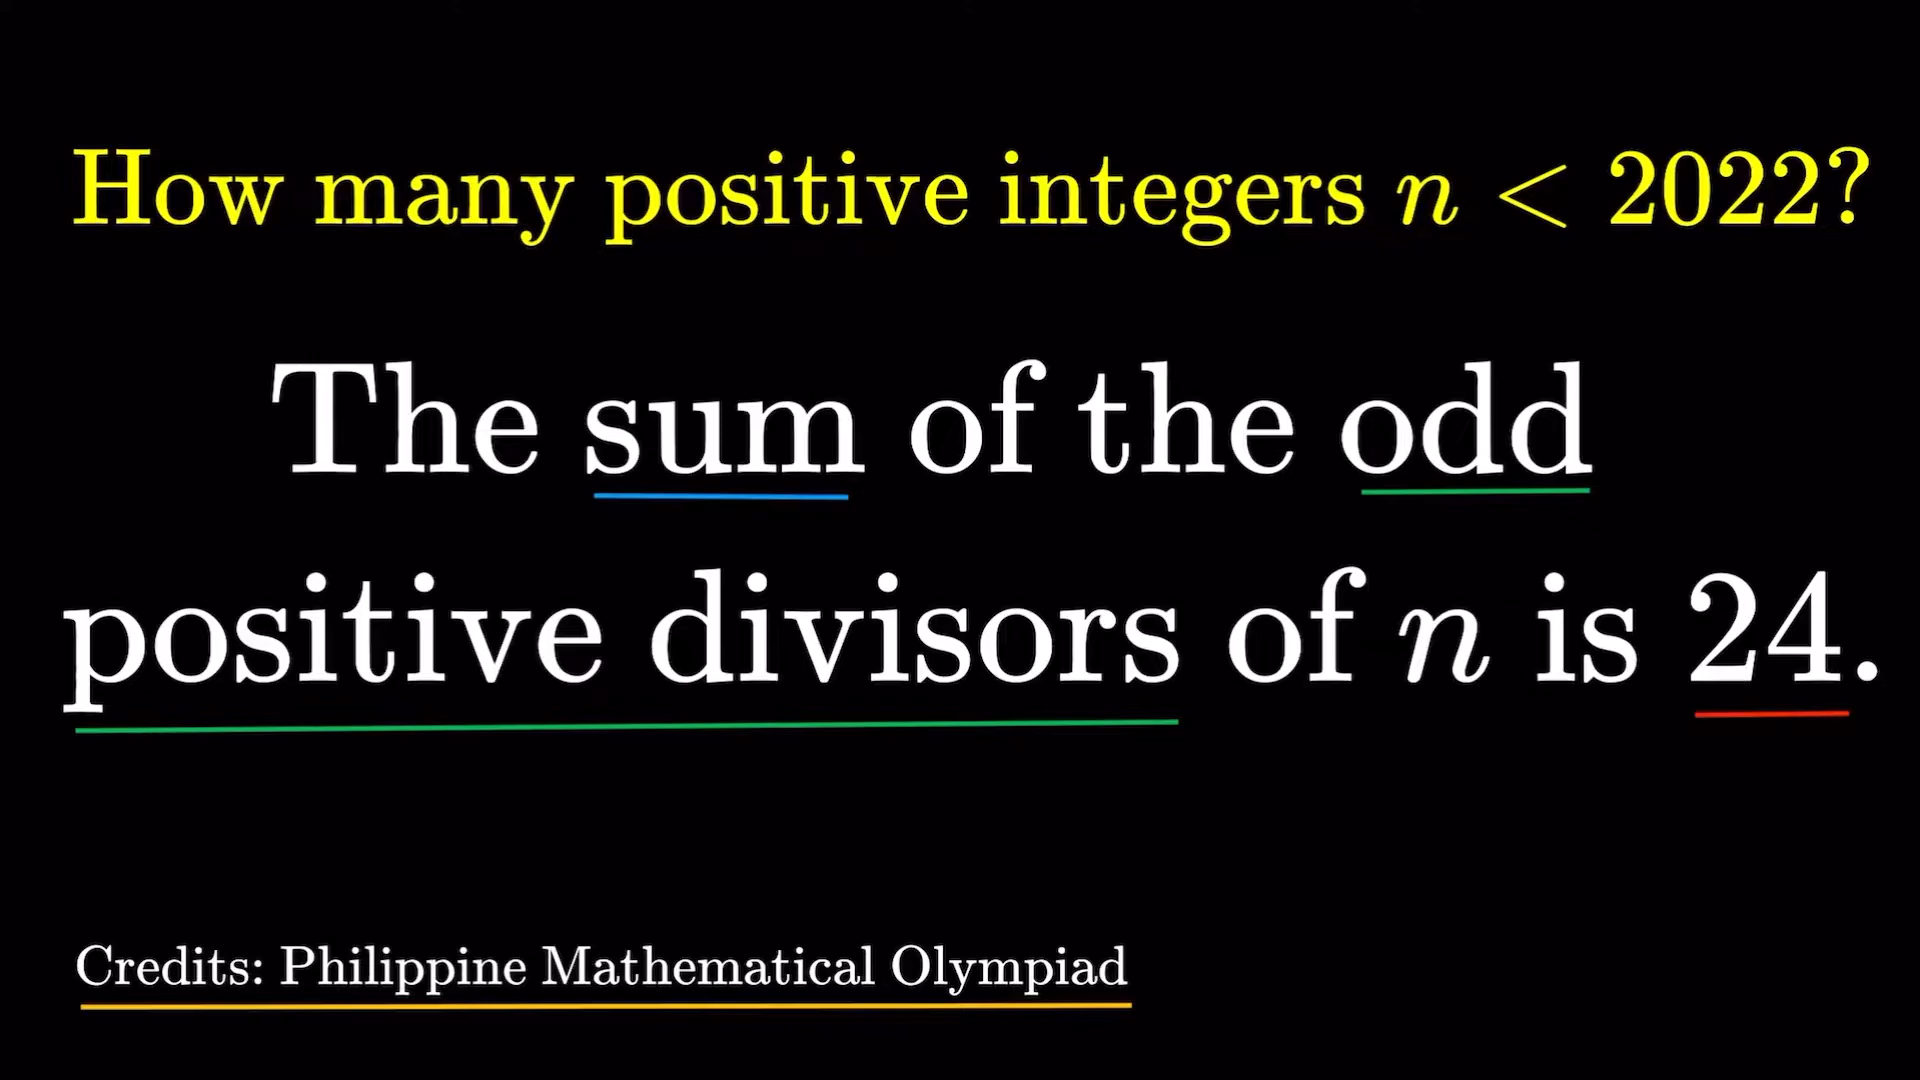 How many positive integers n < 2022?
The sum of the odd
positive divisors of n is 24.
Credits: Philippine Mathematical Olympiad